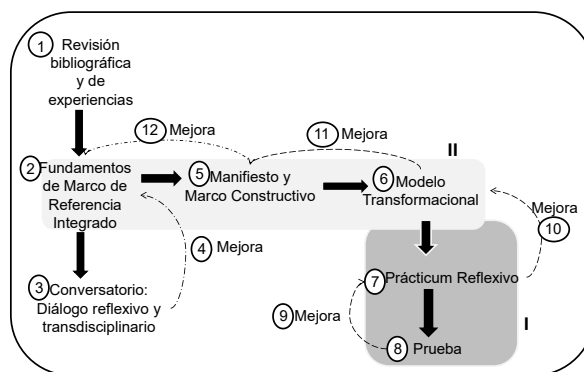 1 Revisión
bibliográfica
y de
experiencias
12 Mejora
11 Mejora
II
2 Fundamentos
de Marco de
Referencia
Integrado
5 Manifiesto y
Marco Constructivo
6 Modelo
Transformacional
4 Mejora
Mejora
10
3 Conversatorio:
Diálogo reflexivo y
transdisciplinario
7 Prácticum Reflexivo
9 Mejora
I
8 Prueba